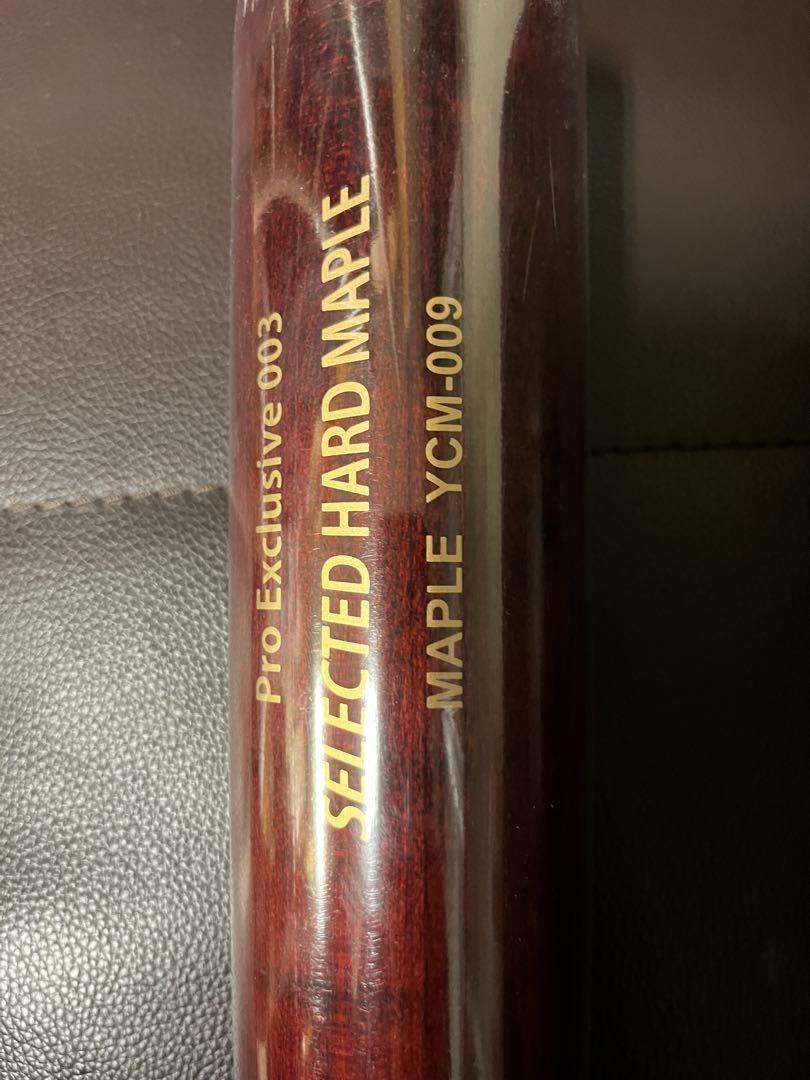 Pro Exclusive 003
SELECTED HARD MAPLE
MAPLE YCM-009